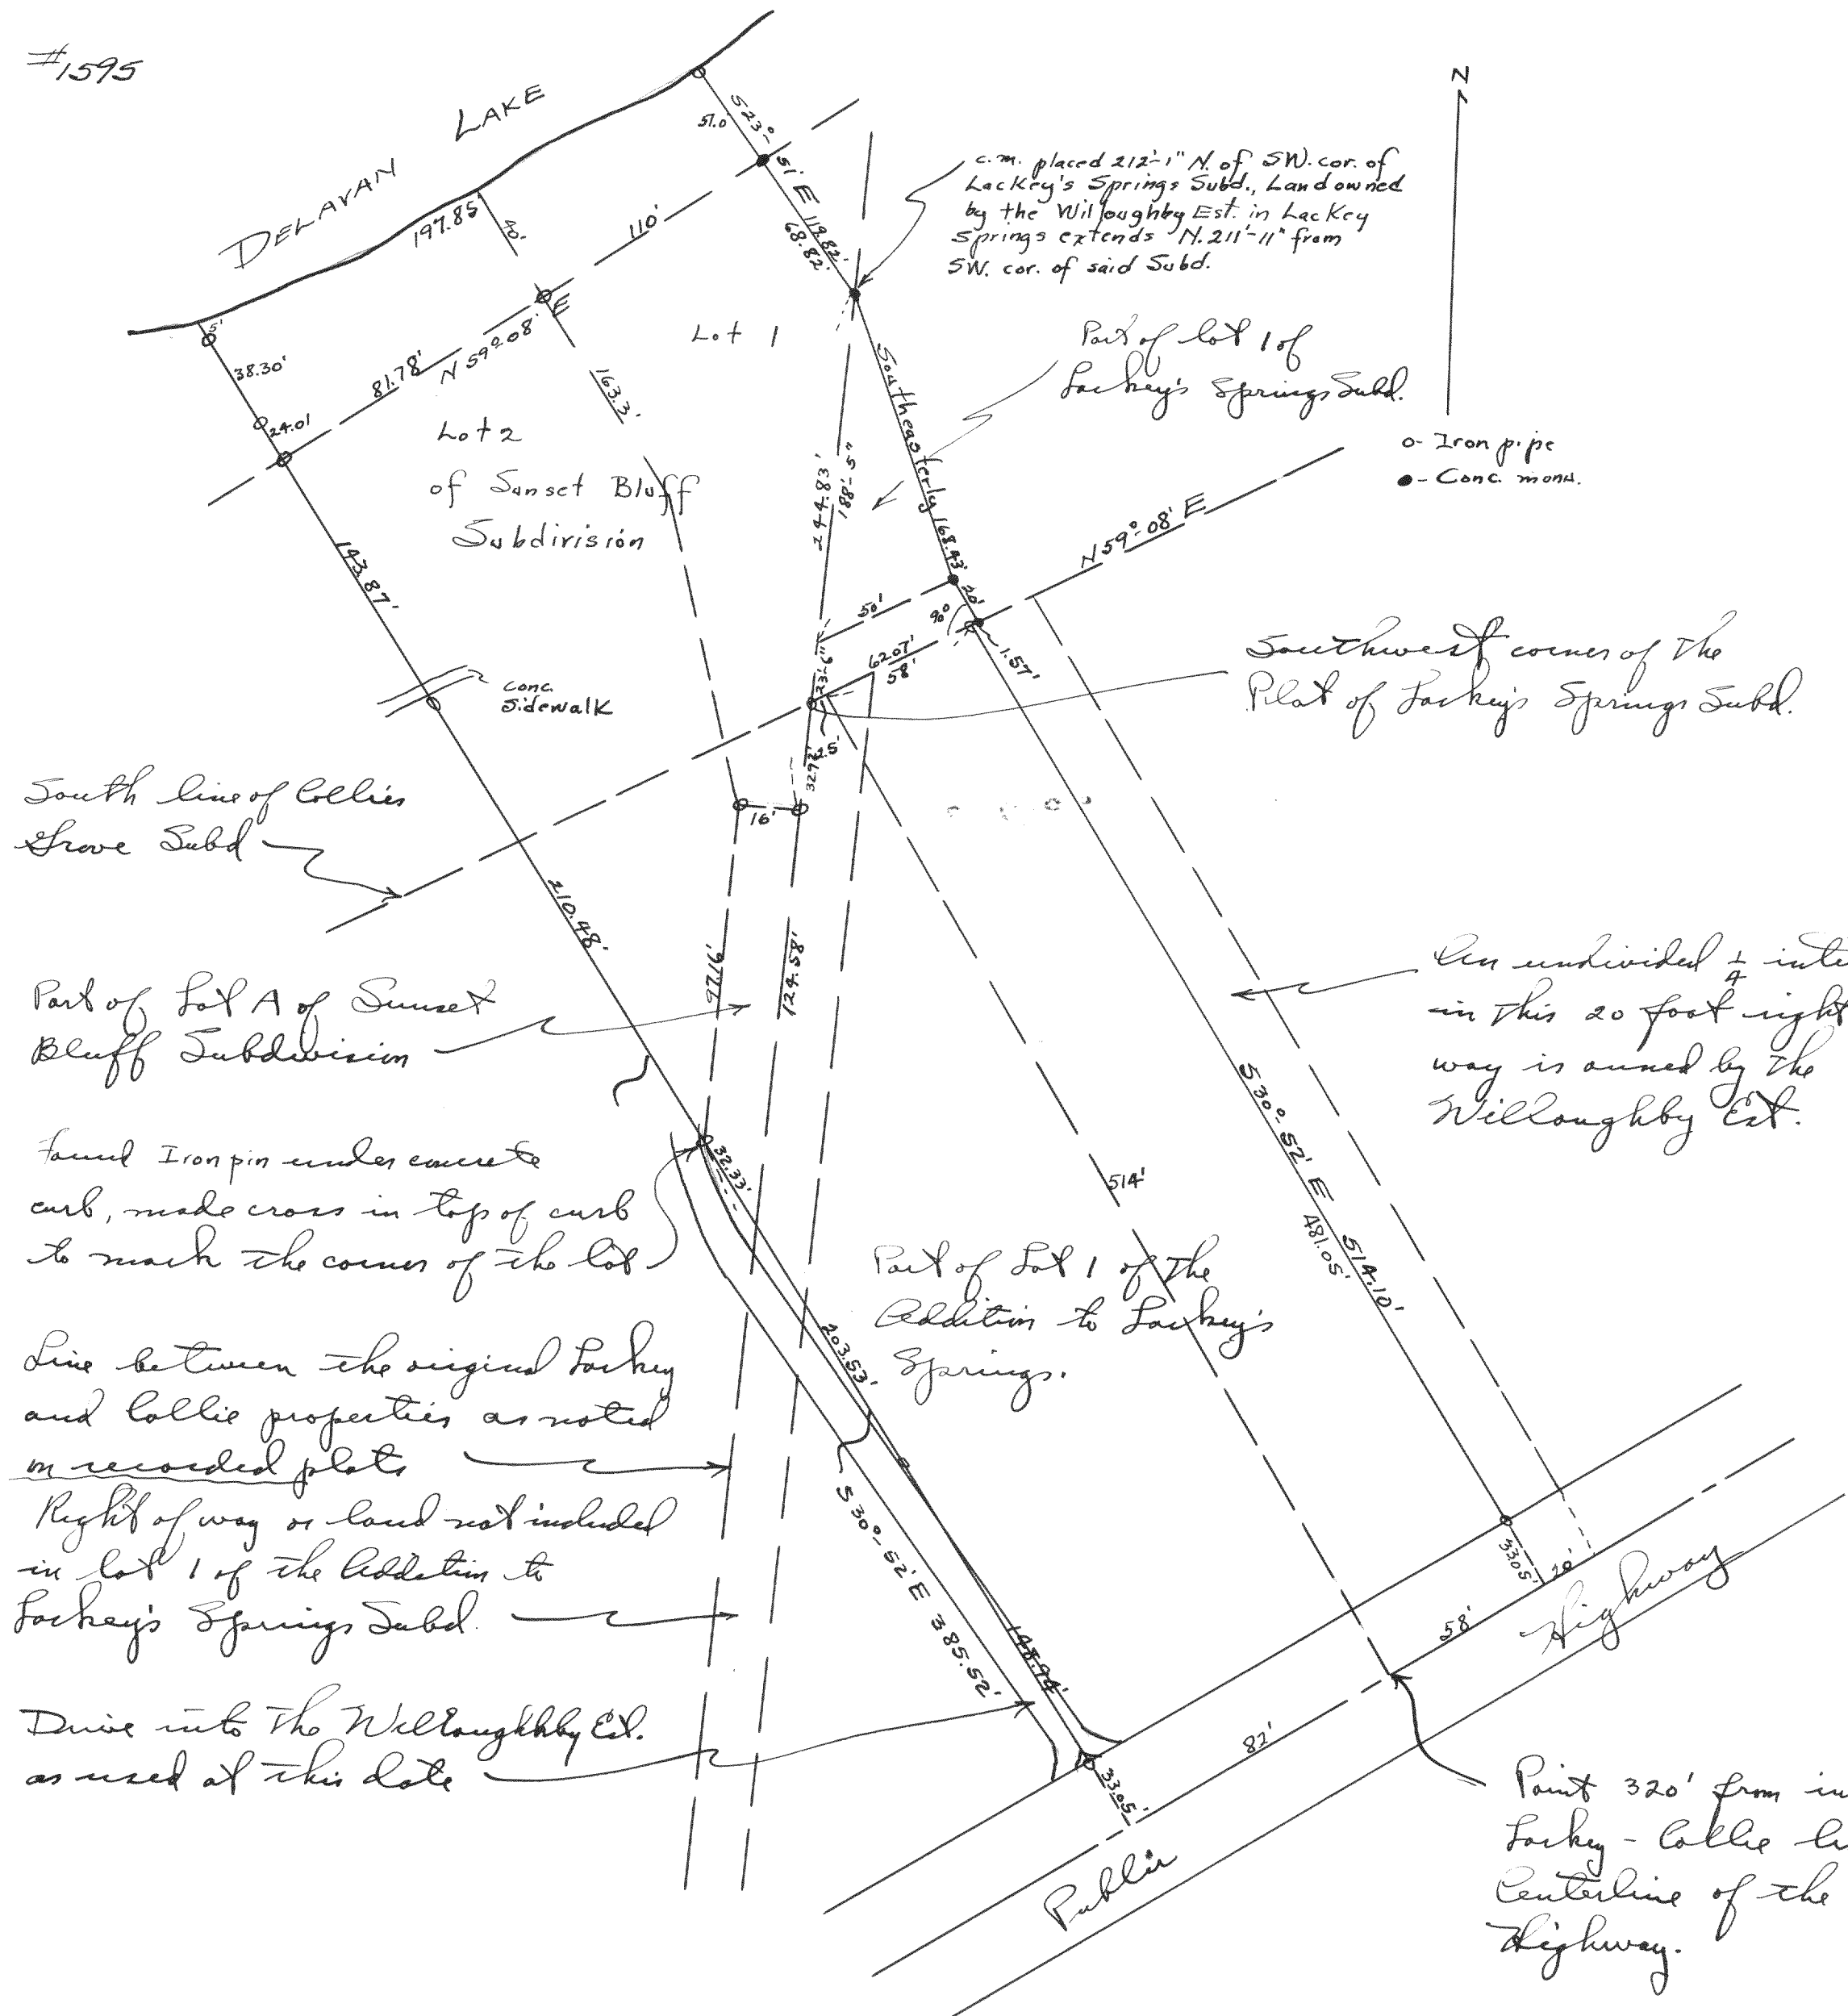 #1595
DELAVAN LAKE
N
51.0'
S23°-51'E 119.82'
68.82'
c.m. placed 212'-1" N. of SW. cor. of
Lackey's Springs Subd., Land owned
by the Willoughby Est. in Lackey
Springs extends N. 211'-11" from
SW. cor. of said Subd.
197.85'
40'
110'
5'
38.30'
24.01
81.78'
N 59°-08' E
163.3'
Lot 1
Lot 2
of Sunset Bluff
Subdivision
Part of lot 1 of
Lackey's Springs Subd.
o- Iron pipe
●- Conc. monu.
Southeasterly 168.43'
244.83'
188'-5"
143.87'
N 59°-08' E
50'
20'
90°
62.07'
58'
1.57'
23'-6"
Southwest corner of the
Plat of Lackey's Springs Subd.
conc.
sidewalk
32.92'
25'
16'
South line of Collies
Grove Subd
210.48'
97.16'
124.58'
Part of Lot A of Sunset
Bluff Subdivision
An undivided 1/4
in this 20 foot right
way is owned by the
Willoughby Est.
S30°-52' E 514.10'
481.05'
514'
Found Iron pin under concrete
curb, made cross in top of curb
to mark the corner of the lot
32.33'
203.53'
Part of Lot 1 of the
Addition to Lackey's
Springs.
Line between the original Lackey
and Collie properties as noted
on recorded plats
Right of way or land not included
in lot 1 of the Addition to
Lackey's Springs Subd.
S30°-52' E 385.52'
148.94'
Drive into the Willoughby Est.
as used at this date
33.05'
20'
58'
82'
33.05'
Public Highway
Point 320' from
Lackey - Collie
Centerline of the
Highway.